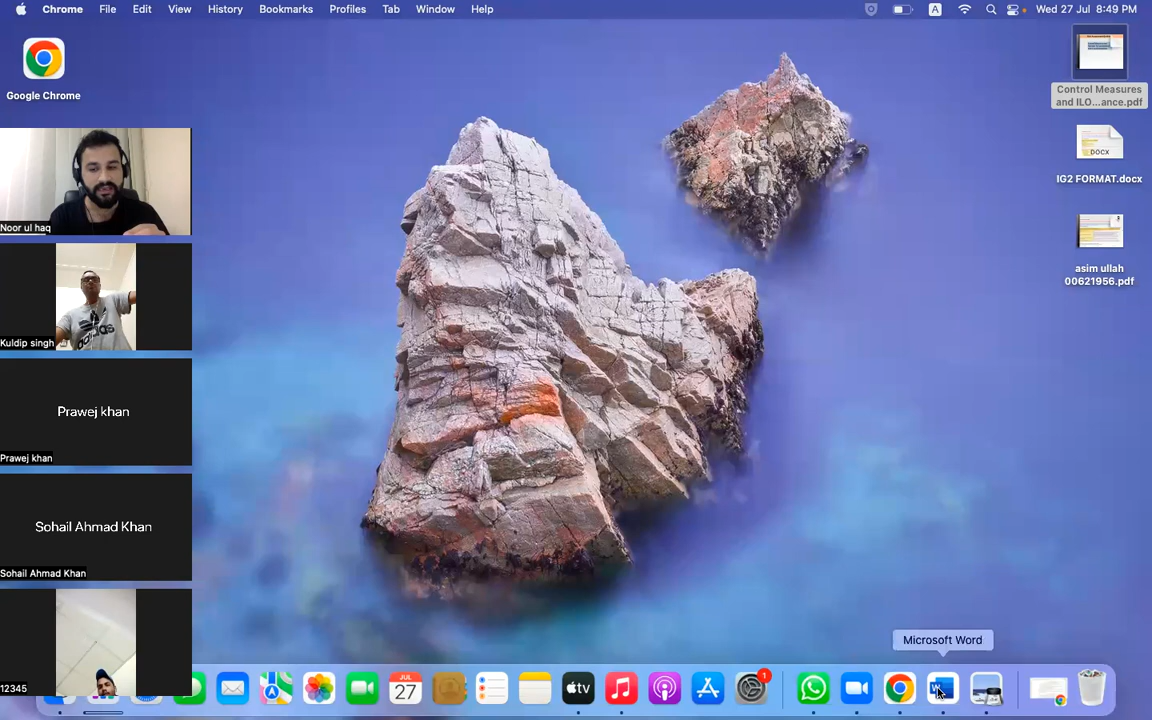 Chrome File Edit View History Bookmarks Profiles Tab Window Help
A
Wed 27 Jul 8:49 PM
Google Chrome
Control Measures
and ILO...ance.pdf
DOCX
IG2 FORMAT.docx
asim ullah
00621956.pdf
Noor ul haq
Kuldip singh
Prawej khan
Prawej khan
Sohail Ahmad Khan
Sohail Ahmad Khan
12345
Microsoft Word
JUL
27
tv
1
W